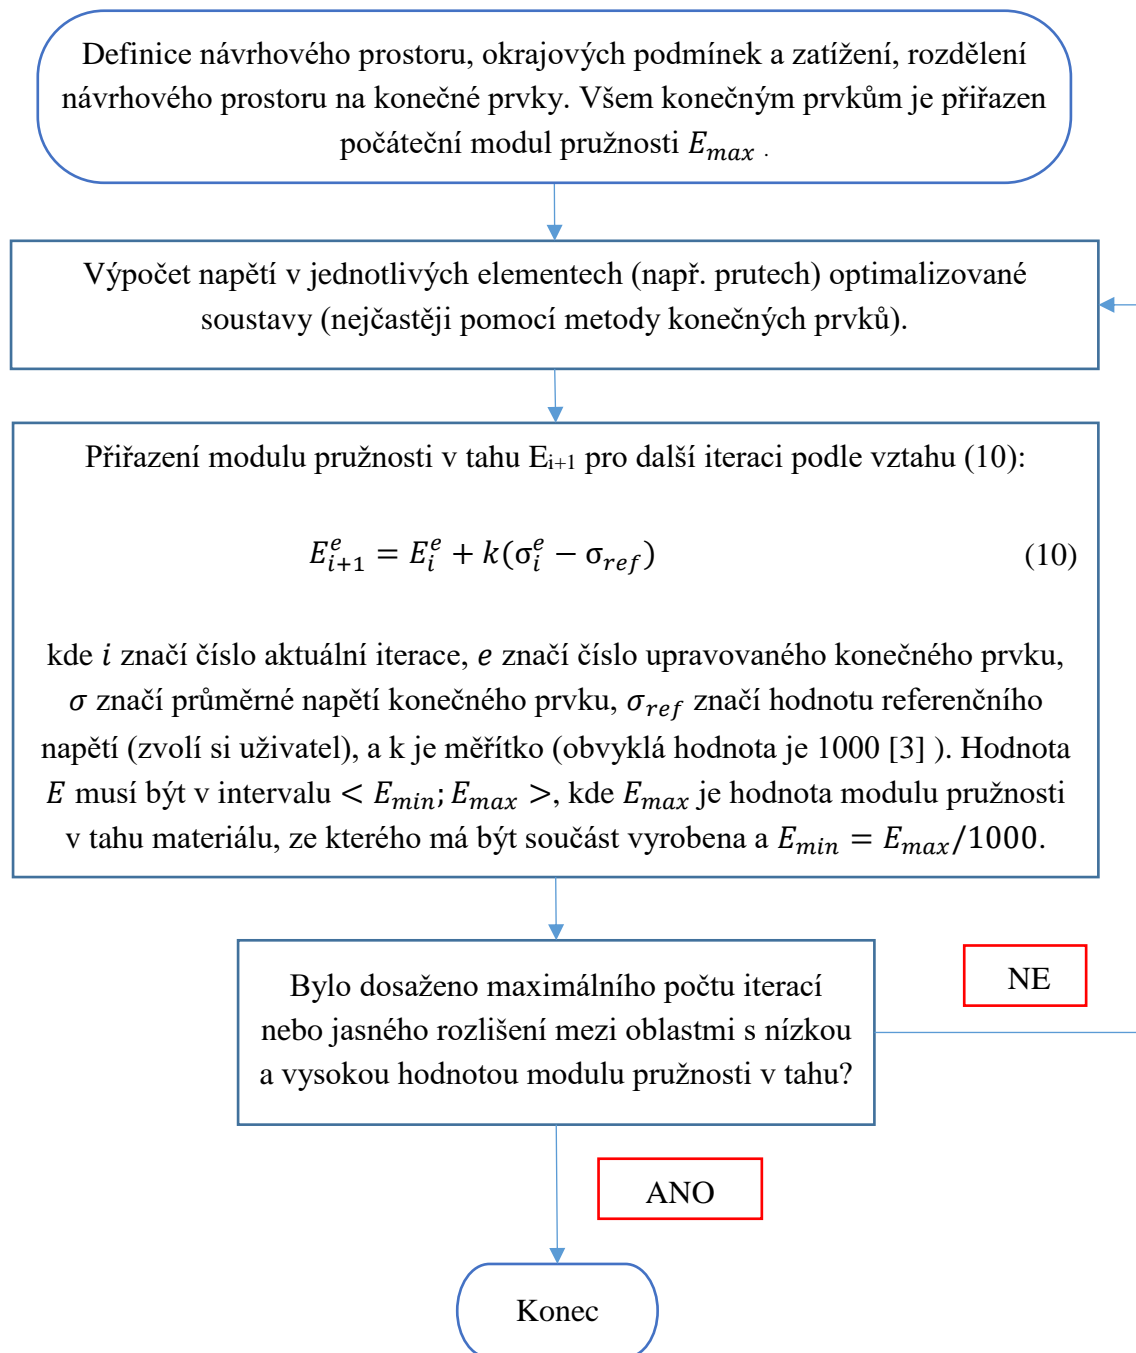 Definice návrhového prostoru, okrajových podmínek a zatížení, rozdělení
návrhového prostoru na konečné prvky. Všem konečným prvkům je přiřazen
počáteční modul pružnosti E_max .
Výpočet napětí v jednotlivých elementech (např. prutech) optimalizované
soustavy (nejčastěji pomocí metody konečných prvků).
Přiřazení modulu pružnosti v tahu E_i+1 pro další iteraci podle vztahu (10):
E_{i+1}^e = E_i^e + k(σ_i^e − σ_ref) (10)
kde i značí číslo aktuální iterace, e značí číslo upravovaného konečného prvku,
σ značí průměrné napětí konečného prvku, σ_ref značí hodnotu referenčního
napětí (zvolí si uživatel), a k je měřítko (obvyklá hodnota je 1000 [3] ). Hodnota
E musí být v intervalu < E_min; E_max >, kde E_max je hodnota modulu pružnosti
v tahu materiálu, ze kterého má být součást vyrobena a E_min = E_max/1000.
Bylo dosaženo maximálního počtu iterací
nebo jasného rozlišení mezi oblastmi s nízkou
a vysokou hodnotou modulu pružnosti v tahu?
NE
ANO
Konec